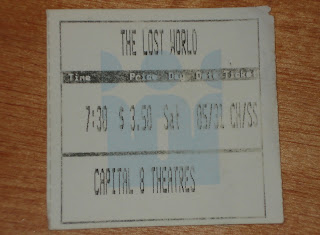 THE LOST WORLD
Time Price Day Date Ticket
7:30 $ 3.50 Sat 05/31 CH/SS
CAPITAL 8 THEATRES